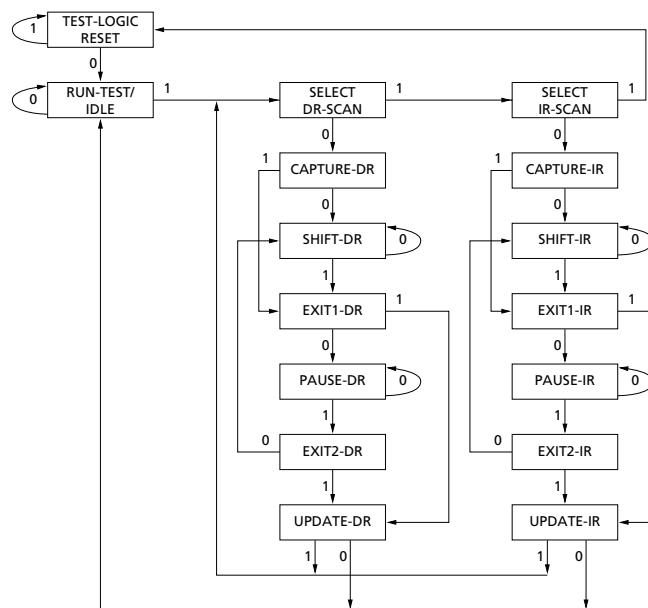 TEST-LOGIC
RESET
1
0
RUN-TEST/
IDLE
0
1
SELECT
DR-SCAN
1
SELECT
IR-SCAN
1
0
0
1
CAPTURE-DR
1
CAPTURE-IR
0
0
SHIFT-DR
0
SHIFT-IR
0
1
1
EXIT1-DR
1
EXIT1-IR
1
0
0
PAUSE-DR
0
PAUSE-IR
0
1
1
0
EXIT2-DR
0
EXIT2-IR
1
1
UPDATE-DR
UPDATE-IR
1
0
1
0